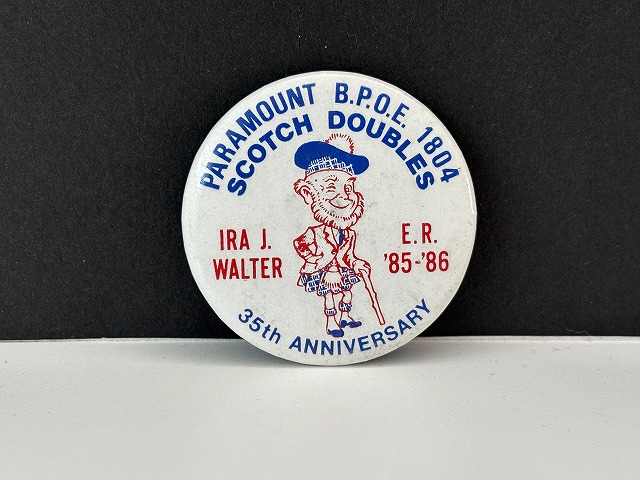 PARAMOUNT B.P.O.E. 1804
SCOTCH DOUBLES
IRA J.
WALTER
E.R.
'85-'86
35th ANNIVERSARY